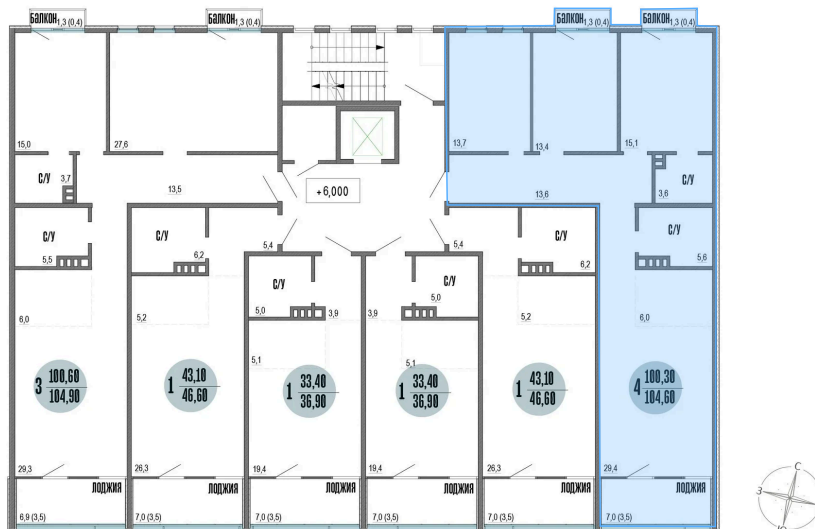 БАЛКОН 1,3 (0,4)
БАЛКОН 1,3 (0,4)
БАЛКОН 1,3 (0,4)
БАЛКОН 1,3 (0,4)
15,0
27,6
13,7
13,4
15,1
С/У
3,7
13,5
+6,000
13,6
С/У
3,6
С/У
5,5
С/У
6,2
5,4
5,4
С/У
6,2
С/У
5,6
С/У
5,0
3,9
3,9
С/У
5,0
6,0
5,2
5,1
5,1
5,2
6,0
3 100,60
104,90
1 43,10
46,60
1 33,40
36,90
1 33,40
36,90
1 43,10
46,60
4 100,30
104,60
29,3
26,3
19,4
19,4
26,3
29,4
ЛОДЖИЯ
ЛОДЖИЯ
ЛОДЖИЯ
ЛОДЖИЯ
ЛОДЖИЯ
ЛОДЖИЯ
6,9 (3,5)
7,0 (3,5)
7,0 (3,5)
7,0 (3,5)
7,0 (3,5)
7,0 (3,5)
С
З
Ю